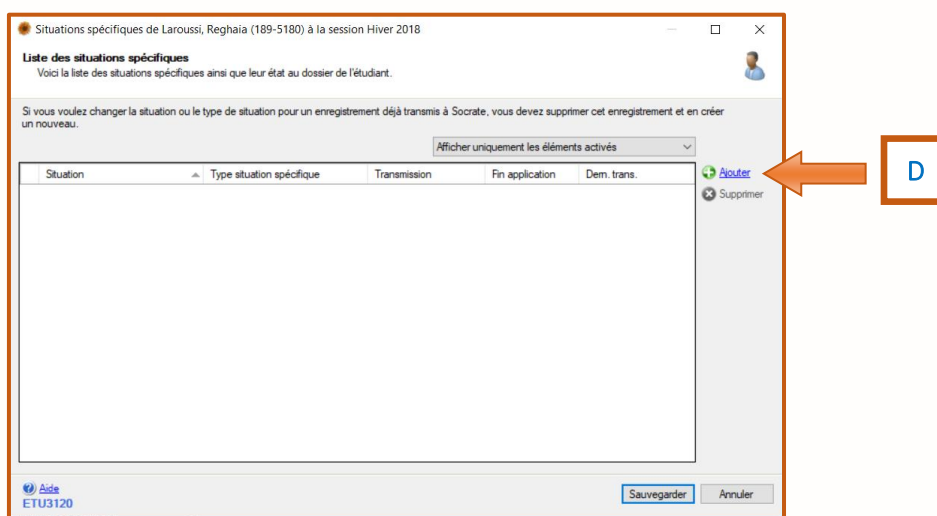 Situations spécifiques de Laroussi, Reghaia (189-5180) à la session Hiver 2018
Liste des situations spécifiques
Voici la liste des situations spécifiques ainsi que leur état au dossier de l'étudiant.
Si vous voulez changer la situation ou le type de situation pour un enregistrement déjà transmis à Socrate, vous devez supprimer cet enregistrement et en créer
un nouveau.
Afficher uniquement les éléments activés
Situation Type situation spécifique Transmission Fin application Dern. trans.
Ajouter
D
Supprimer
Aide
ETU3120
Sauvegarder Annuler